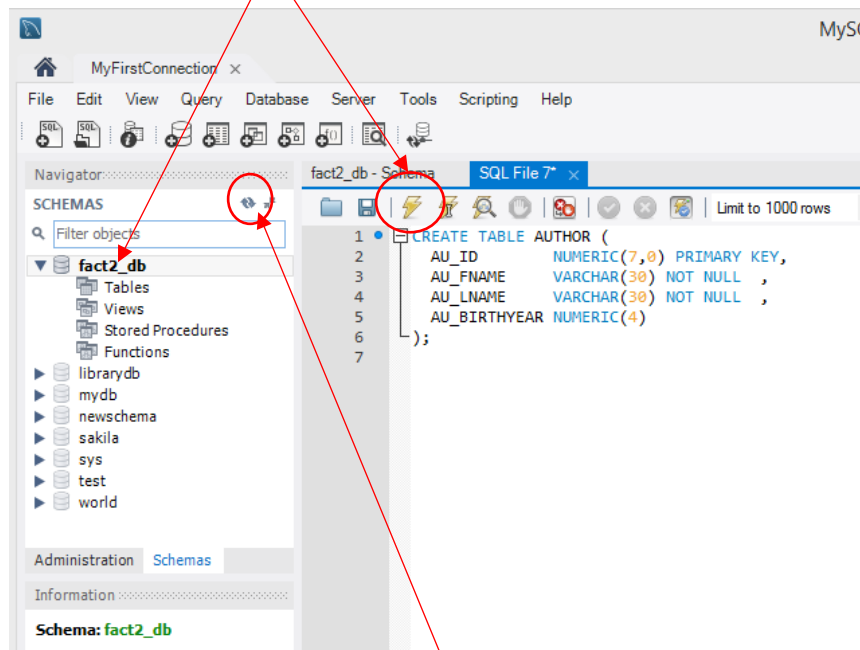 MySQ
MyFirstConnection ×
File Edit View Query Database Server Tools Scripting Help
SQL SQL
Navigator
SCHEMAS
Filter objects
fact2_db
Tables
Views
Stored Procedures
Functions
librarydb
mydb
newschema
sakila
sys
test
world
Administration Schemas
Information
Schema: fact2_db
fact2_db - Schema SQL File 7* ×
Limit to 1000 rows
1 CREATE TABLE AUTHOR (
2 AU_ID NUMERIC(7,0) PRIMARY KEY,
3 AU_FNAME VARCHAR(30) NOT NULL ,
4 AU_LNAME VARCHAR(30) NOT NULL ,
5 AU_BIRTHYEAR NUMERIC(4)
6 );
7